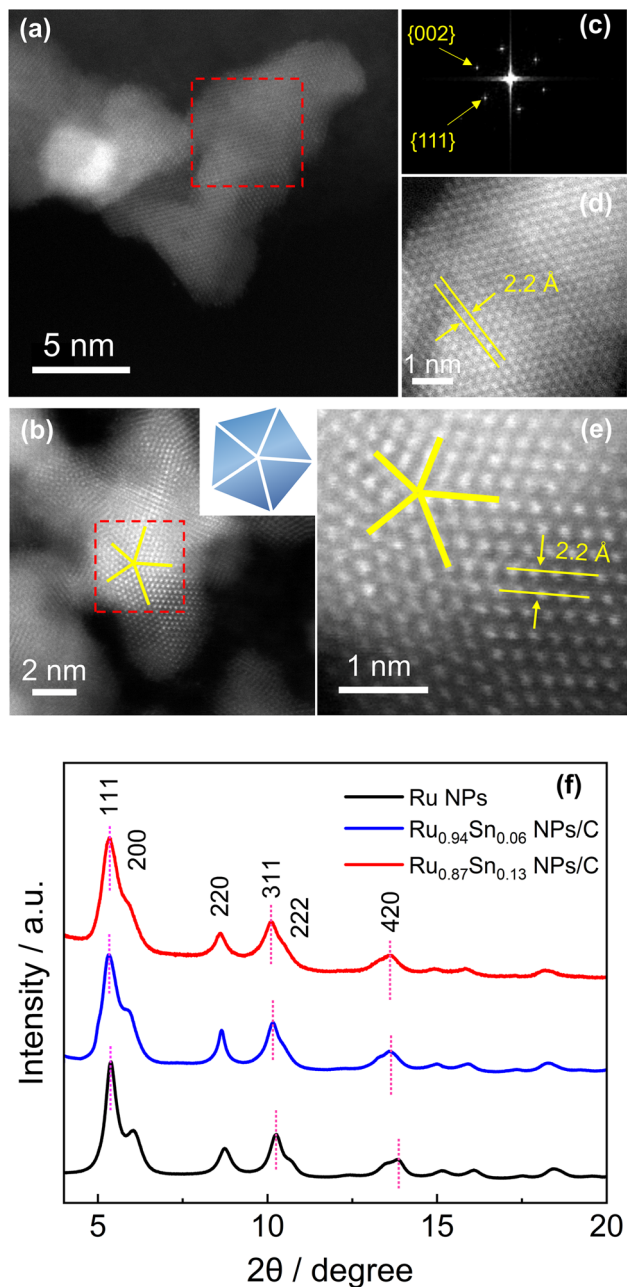 (a)
5 nm
(c)
{002}
{111}
(d)
2.2 Å
1 nm
(b)
2 nm
(e)
2.2 Å
1 nm
(f)
Ru NPs
Ru0.94Sn0.06 NPs/C
Ru0.87Sn0.13 NPs/C
111
200
220
311
222
420
Intensity / a.u.
5
10
15
20
2θ / degree